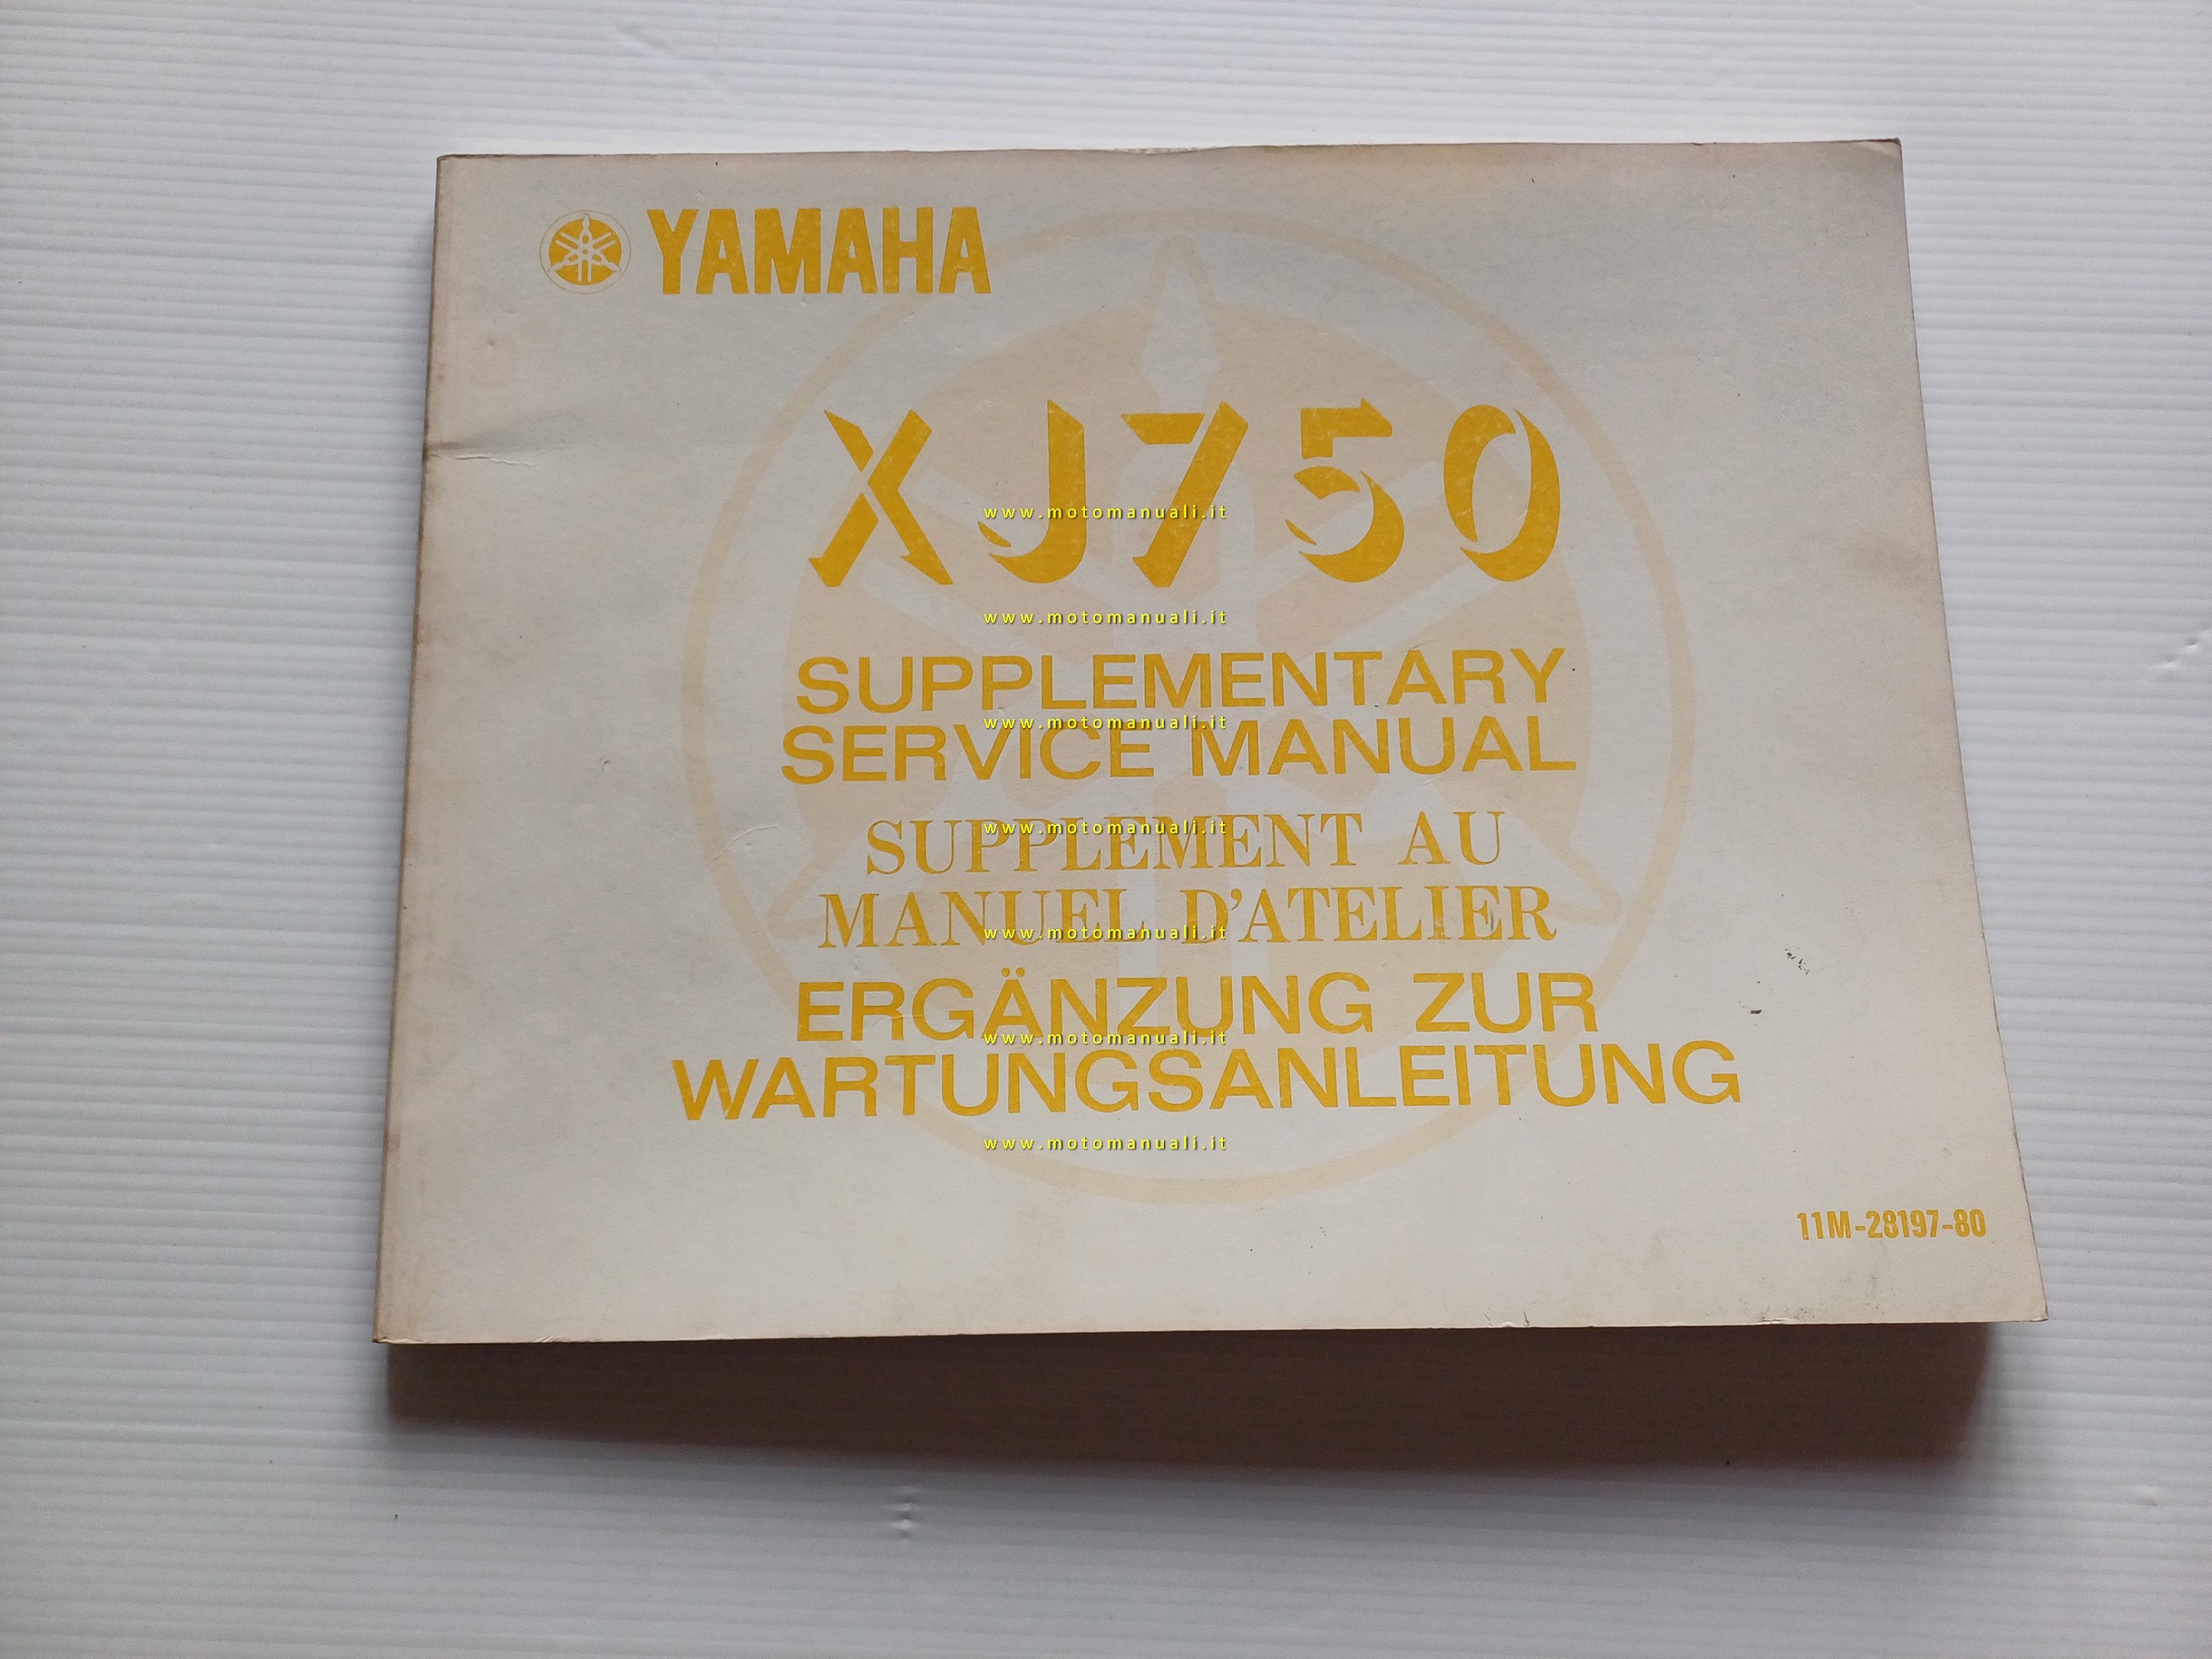 YAMAHA
XJ750
www.motomanuali.it
www.motomanuali.it
SUPPLEMENTARY
www.motomanuali.it
SERVICE MANUAL
www.motomanuali.it
SUPPLEMENT AU
MANUEL D'ATELIER
www.motomanuali.it
ERGÄNZUNG ZUR
www.motomanuali.it
WARTUNGSANLEITUNG
www.motomanuali.it
11M-28197-80